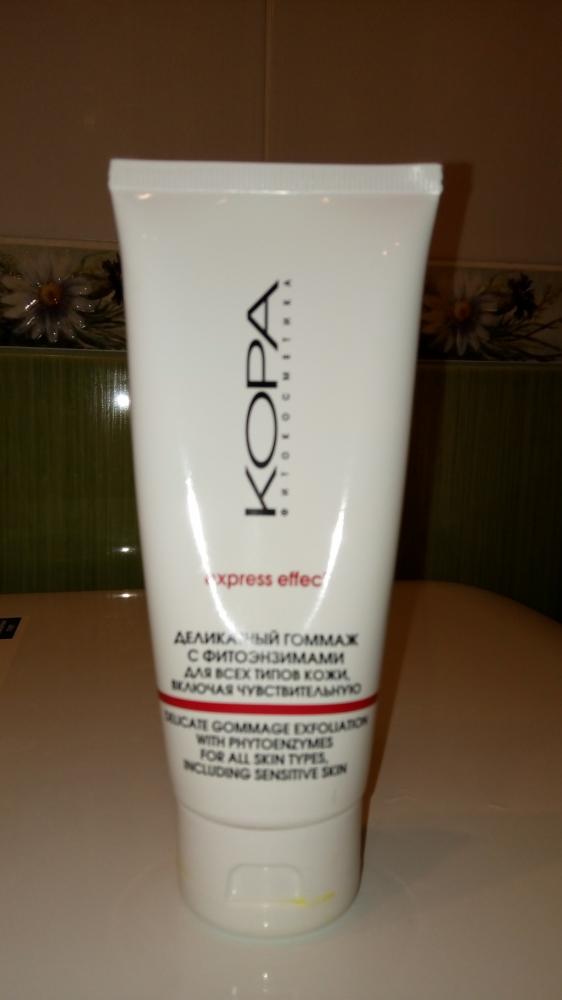 КОРА
ФИТОКОСМЕТИКА
express effect
ДЕЛИКАТНЫЙ ГОММАЖ
С ФИТОЭНЗИМАМИ
ДЛЯ ВСЕХ ТИПОВ КОЖИ,
ВКЛЮЧАЯ ЧУВСТВИТЕЛЬНУЮ
DELICATE GOMMAGE EXFOLIATION
WITH PHYTOENZYMES
FOR ALL SKIN TYPES,
INCLUDING SENSITIVE SKIN